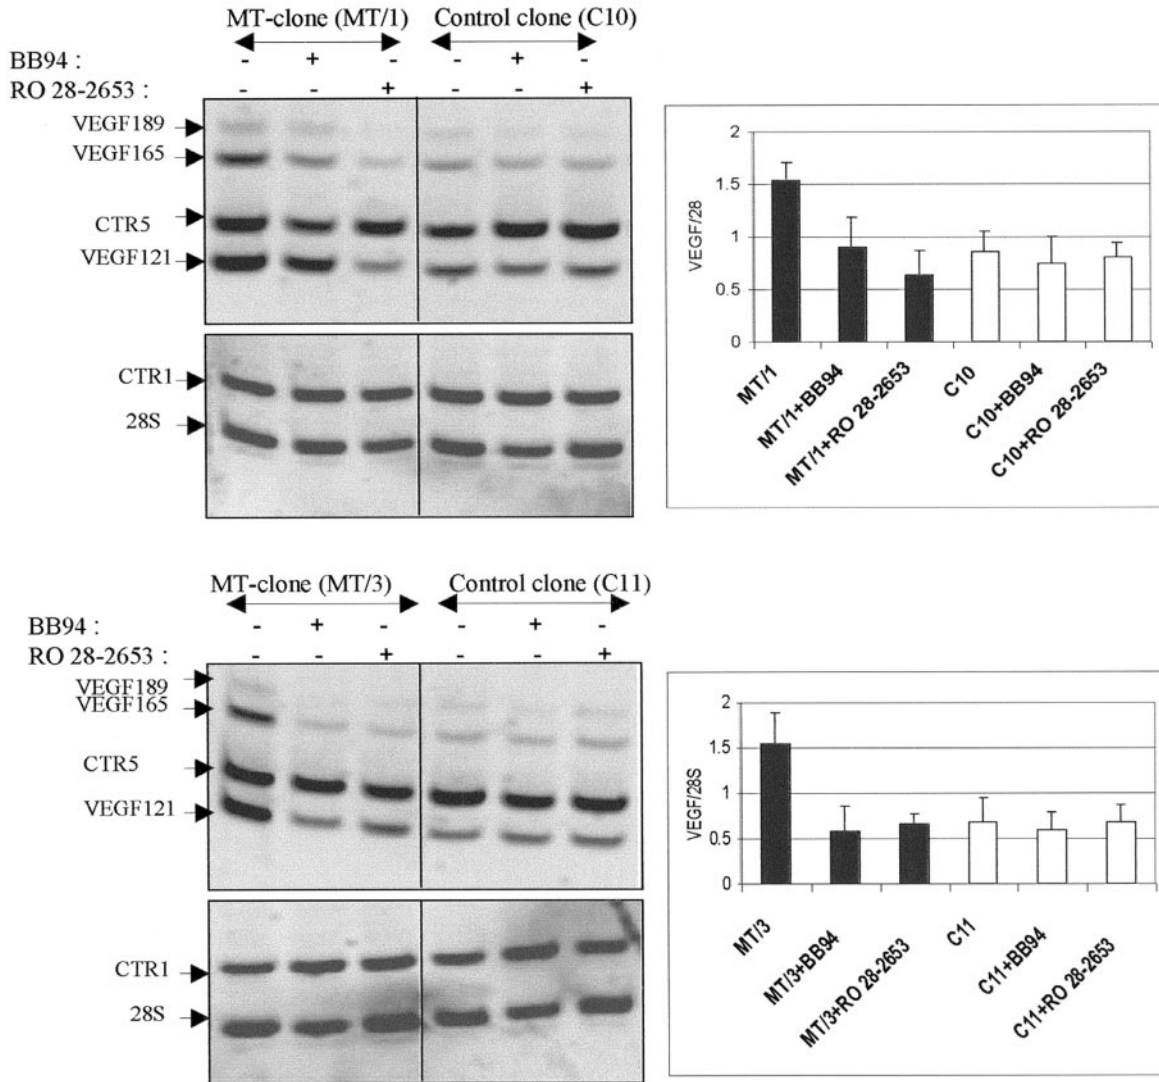 MT-clone (MT/1) Control clone (C10)
BB94 : - + - - + -
RO 28-2653 : - - + - - +
VEGF189
VEGF165
CTR5
VEGF121
CTR1
28S
2
1.5
1
0.5
0
VEGF/28
MT/1
MT/1+BB94
MT/1+RO 28-2653
C10
C10+BB94
C10+RO 28-2653
MT-clone (MT/3) Control clone (C11)
BB94 : - + - - + -
RO 28-2653 : - - + - - +
VEGF189
VEGF165
CTR5
VEGF121
CTR1
28S
2
1.5
1
0.5
0
VEGF/28S
MT/3
MT/3+BB94
MT/3+RO 28-2653
C11
C11+BB94
C11+RO 28-2653